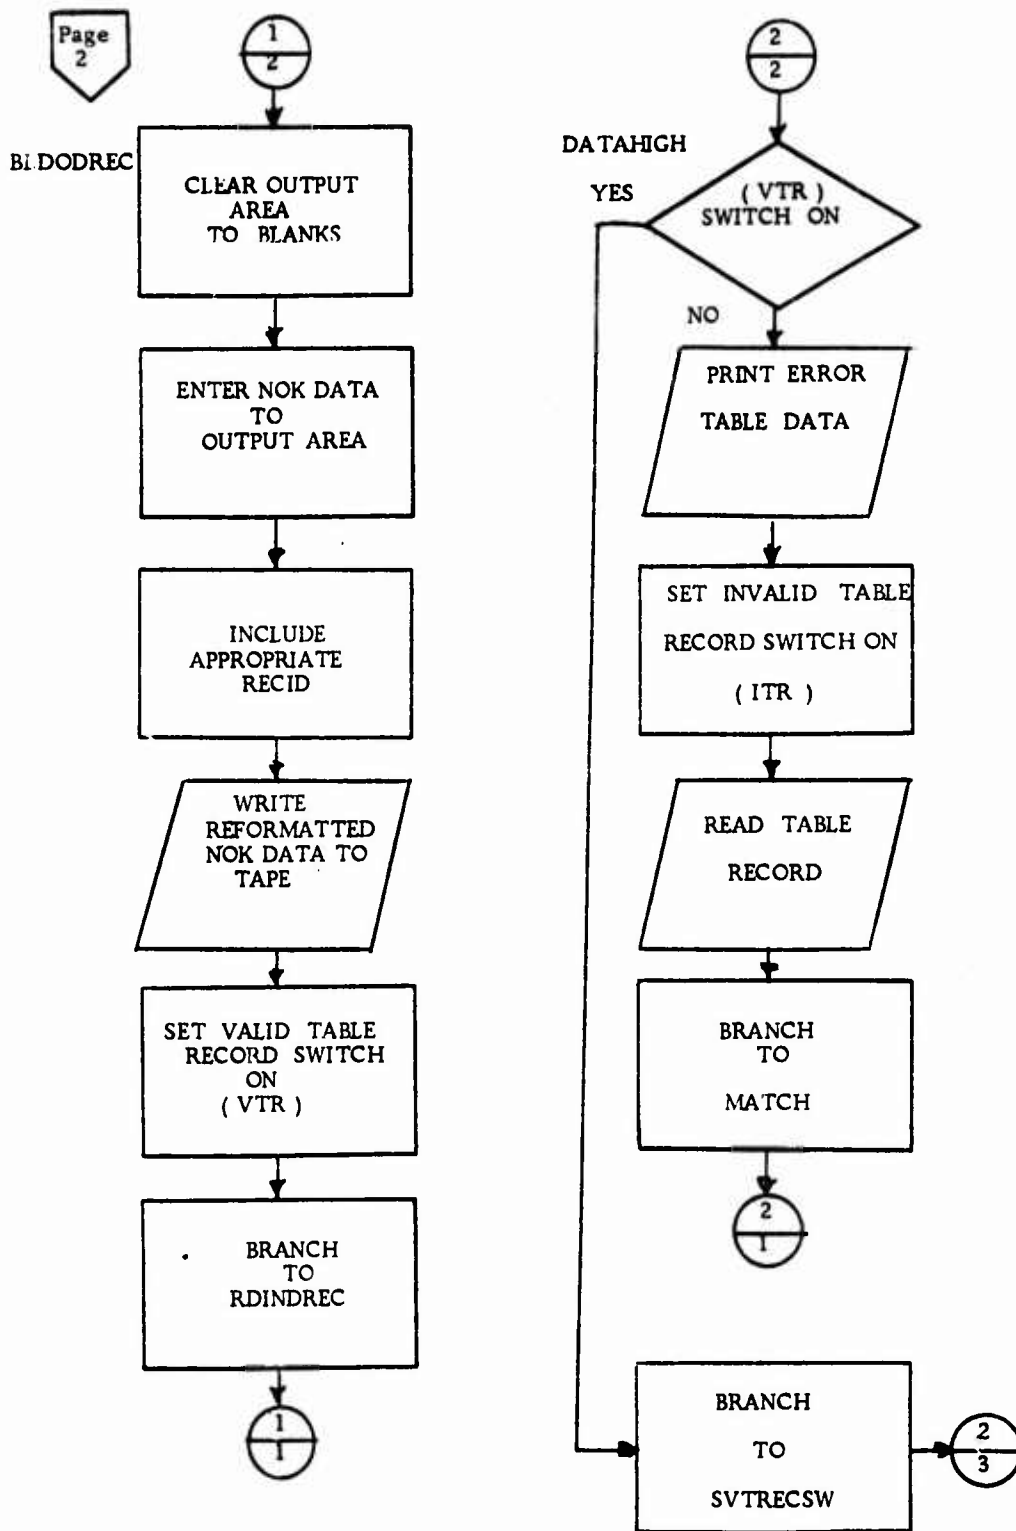 Page
2
1
2
BLDODREC
CLEAR OUTPUT
AREA
TO BLANKS
ENTER NOK DATA
TO
OUTPUT AREA
INCLUDE
APPROPRIATE
RECID
WRITE
REFORMATTED
NOK DATA TO
TAPE
SET VALID TABLE
RECORD SWITCH
ON
( VTR )
BRANCH
TO
RDINDREC
1
1
2
2
DATAHIGH
YES
( VTR )
SWITCH ON
NO
PRINT ERROR
TABLE DATA
SET INVALID TABLE
RECORD SWITCH ON
( ITR )
READ TABLE
RECORD
BRANCH
TO
MATCH
2
1
BRANCH
TO
SVTRECSW
2
3